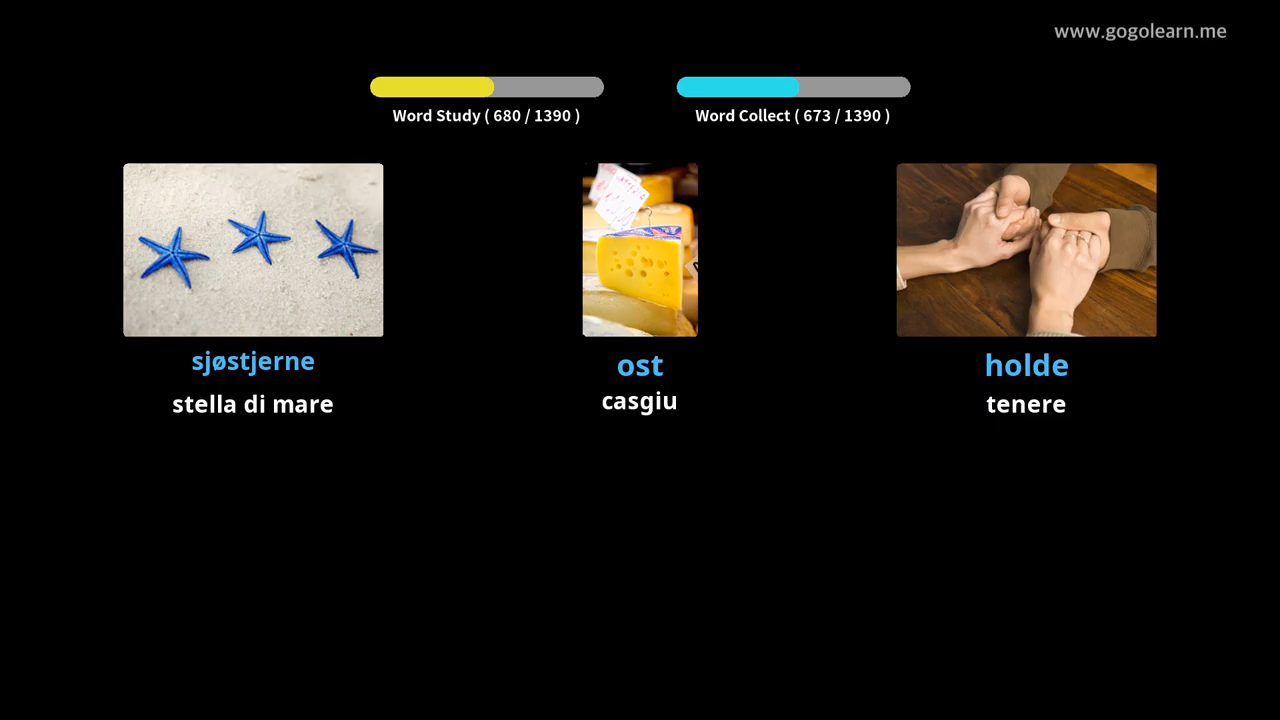 www.gogolearn.me
Word Study ( 680 / 1390 )
Word Collect ( 673 / 1390 )
sjøstjerne
stella di mare
ost
casgiu
holde
tenere